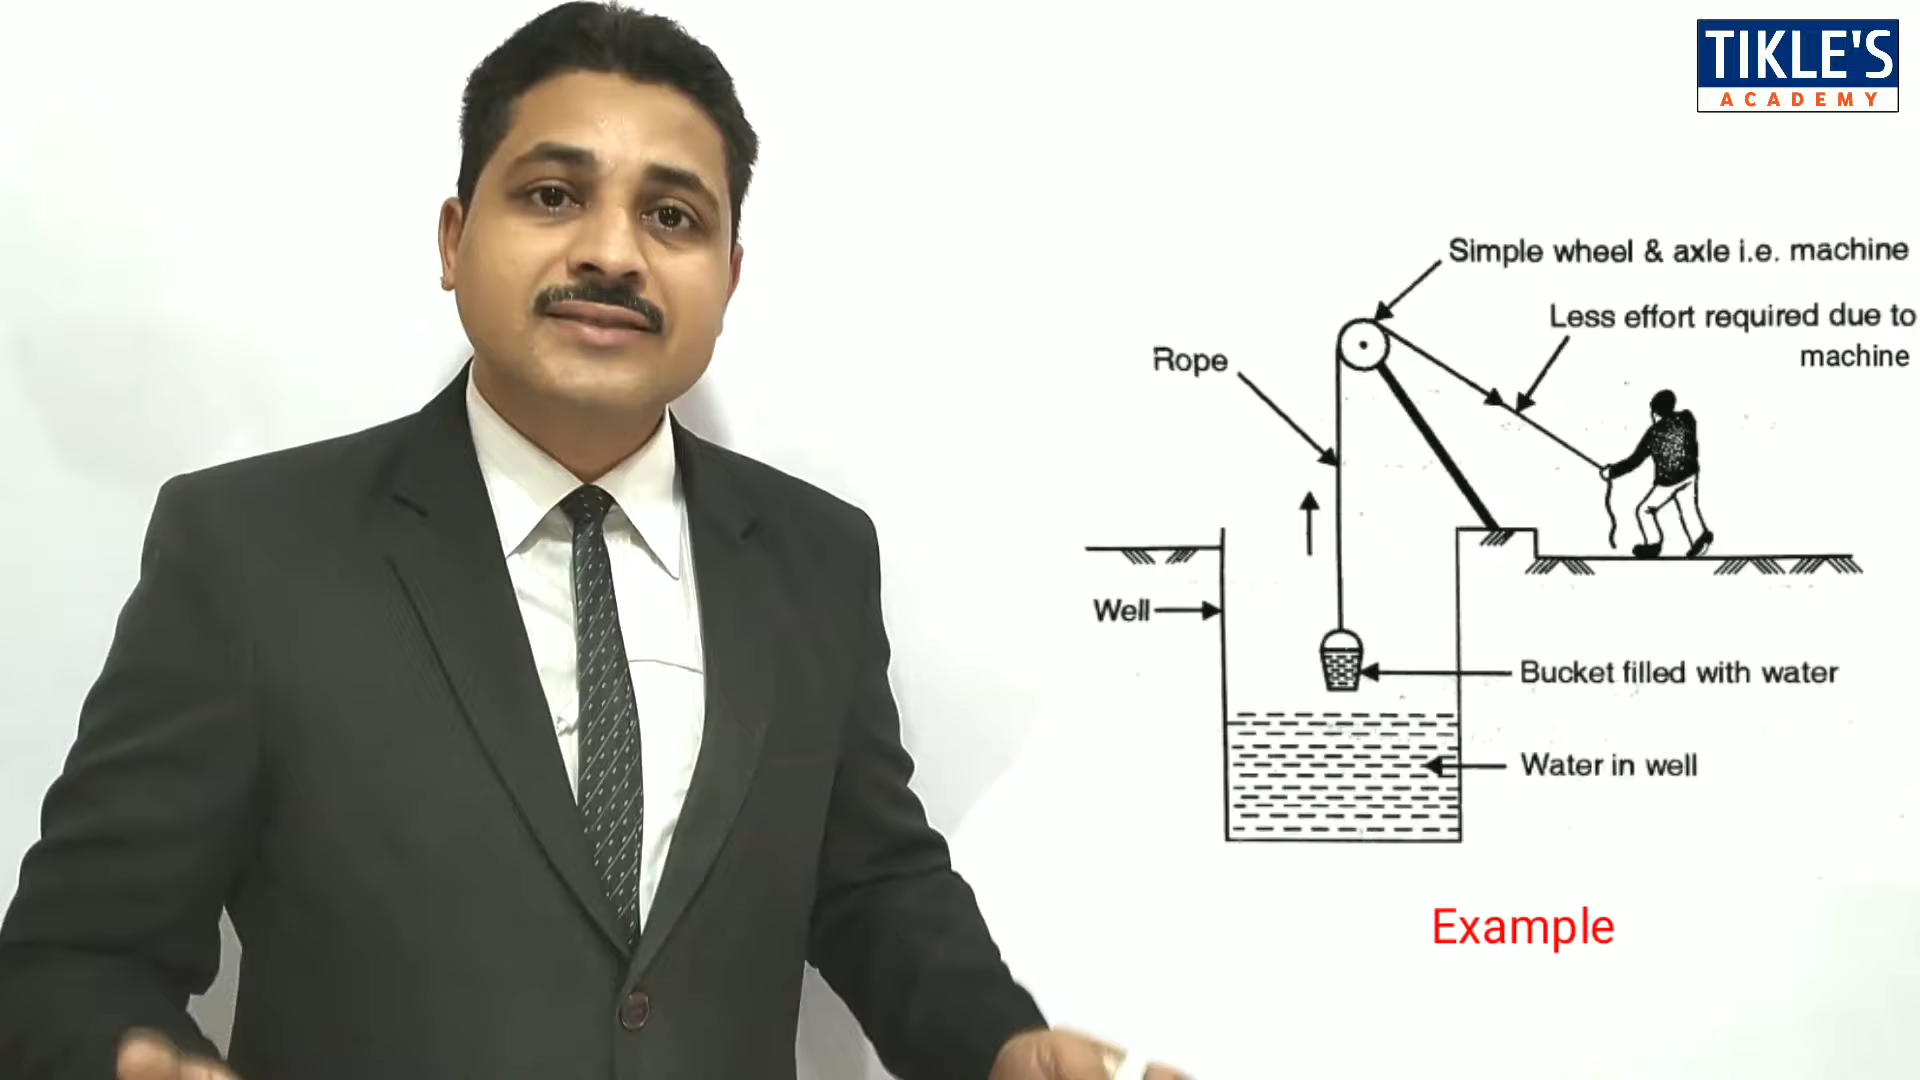 TIKLE'S
ACADEMY
Simple wheel & axle i.e. machine
Less effort required due to
machine
Rope
Well
Bucket filled with water
Water in well
Example